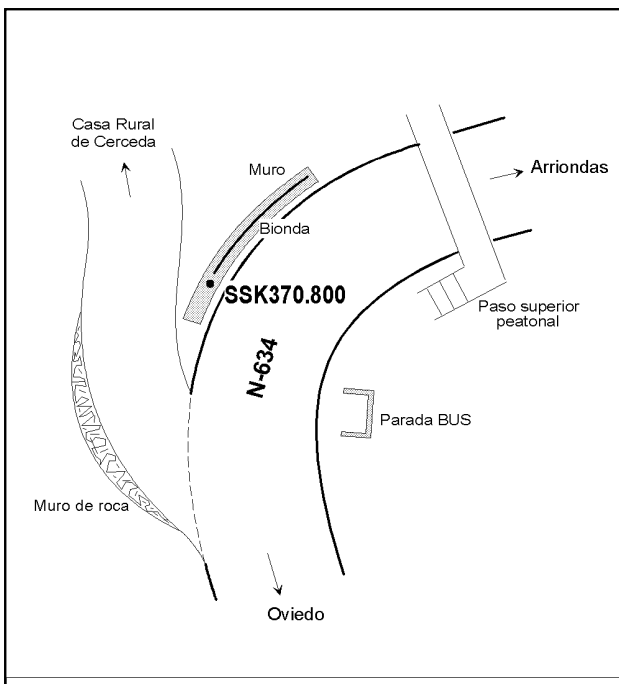 Casa Rural
de Cerceda
Muro
Arriondas
Bionda
SSK370.800
Paso superior
peatonal
N-634
Parada BUS
Muro de roca
Oviedo